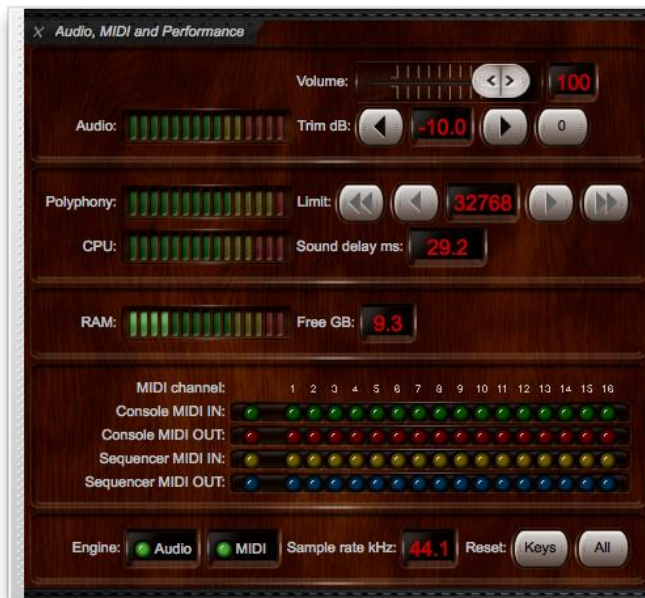 X Audio, MIDI and Performance
Volume: < > 100
Audio: Trim dB: -10.0 0
Polyphony: Limit: 32768
CPU: Sound delay ms: 29.2
RAM: Free GB: 9.3
MIDI channel: 1 2 3 4 5 6 7 8 9 10 11 12 13 14 15 16
Console MIDI IN:
Console MIDI OUT:
Sequencer MIDI IN:
Sequencer MIDI OUT:
Engine: Audio MIDI Sample rate kHz: 44.1 Reset: Keys All